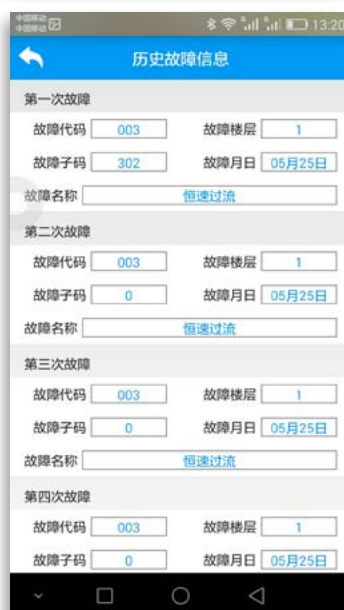 中国移动
中国移动 13:20
历史故障信息
第一次故障
故障代码 003 故障楼层 1
故障子码 302 故障月日 05月25日
故障名称 恒速过流
第二次故障
故障代码 003 故障楼层 1
故障子码 0 故障月日 05月25日
故障名称 恒速过流
第三次故障
故障代码 003 故障楼层 1
故障子码 0 故障月日 05月25日
故障名称 恒速过流
第四次故障
故障代码 003 故障楼层 1
故障子码 0 故障月日 05月25日